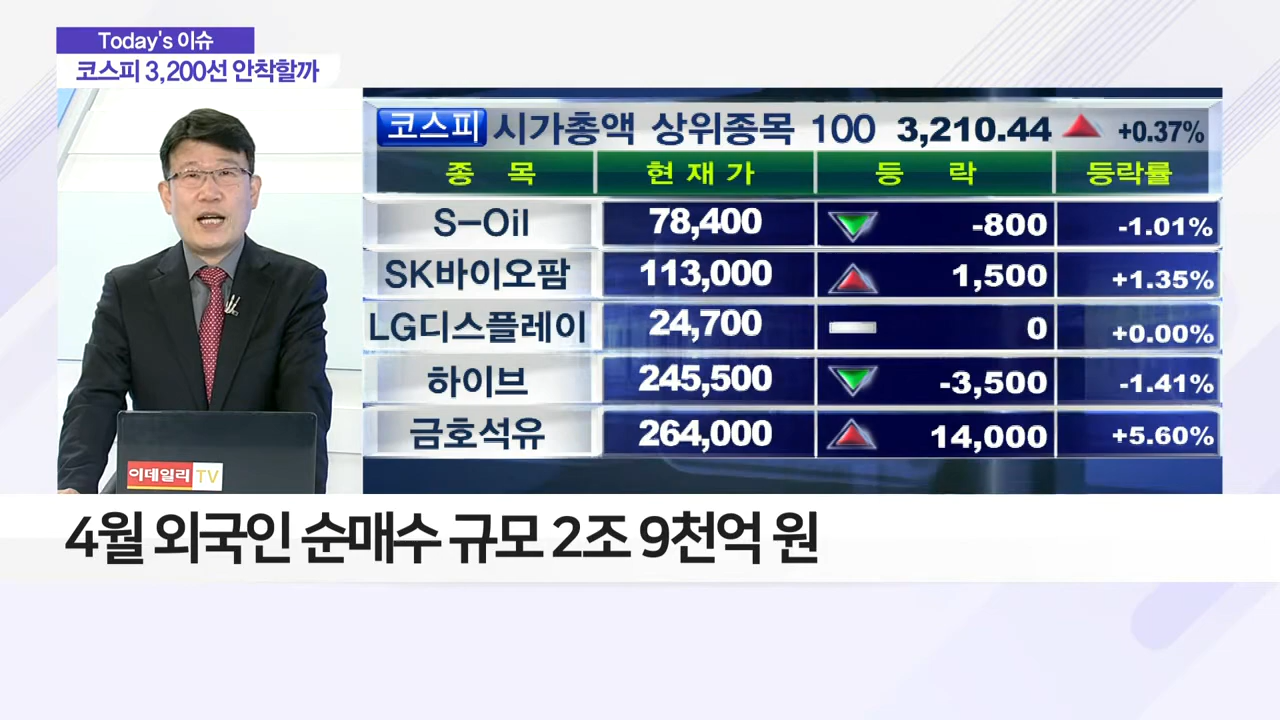 Today's 이슈
코스피 3,200선 안착할까
코스피 시가총액 상위종목 100 3,210.44 +0.37%
종 목 현 재 가 등 락 등락률
S-Oil 78,400 -800 -1.01%
SK바이오팜 113,000 1,500 +1.35%
LG디스플레이 24,700 0 +0.00%
하이브 245,500 -3,500 -1.41%
금호석유 264,000 14,000 +5.60%
이데일리 TV
4월 외국인 순매수 규모 2조 9천억 원